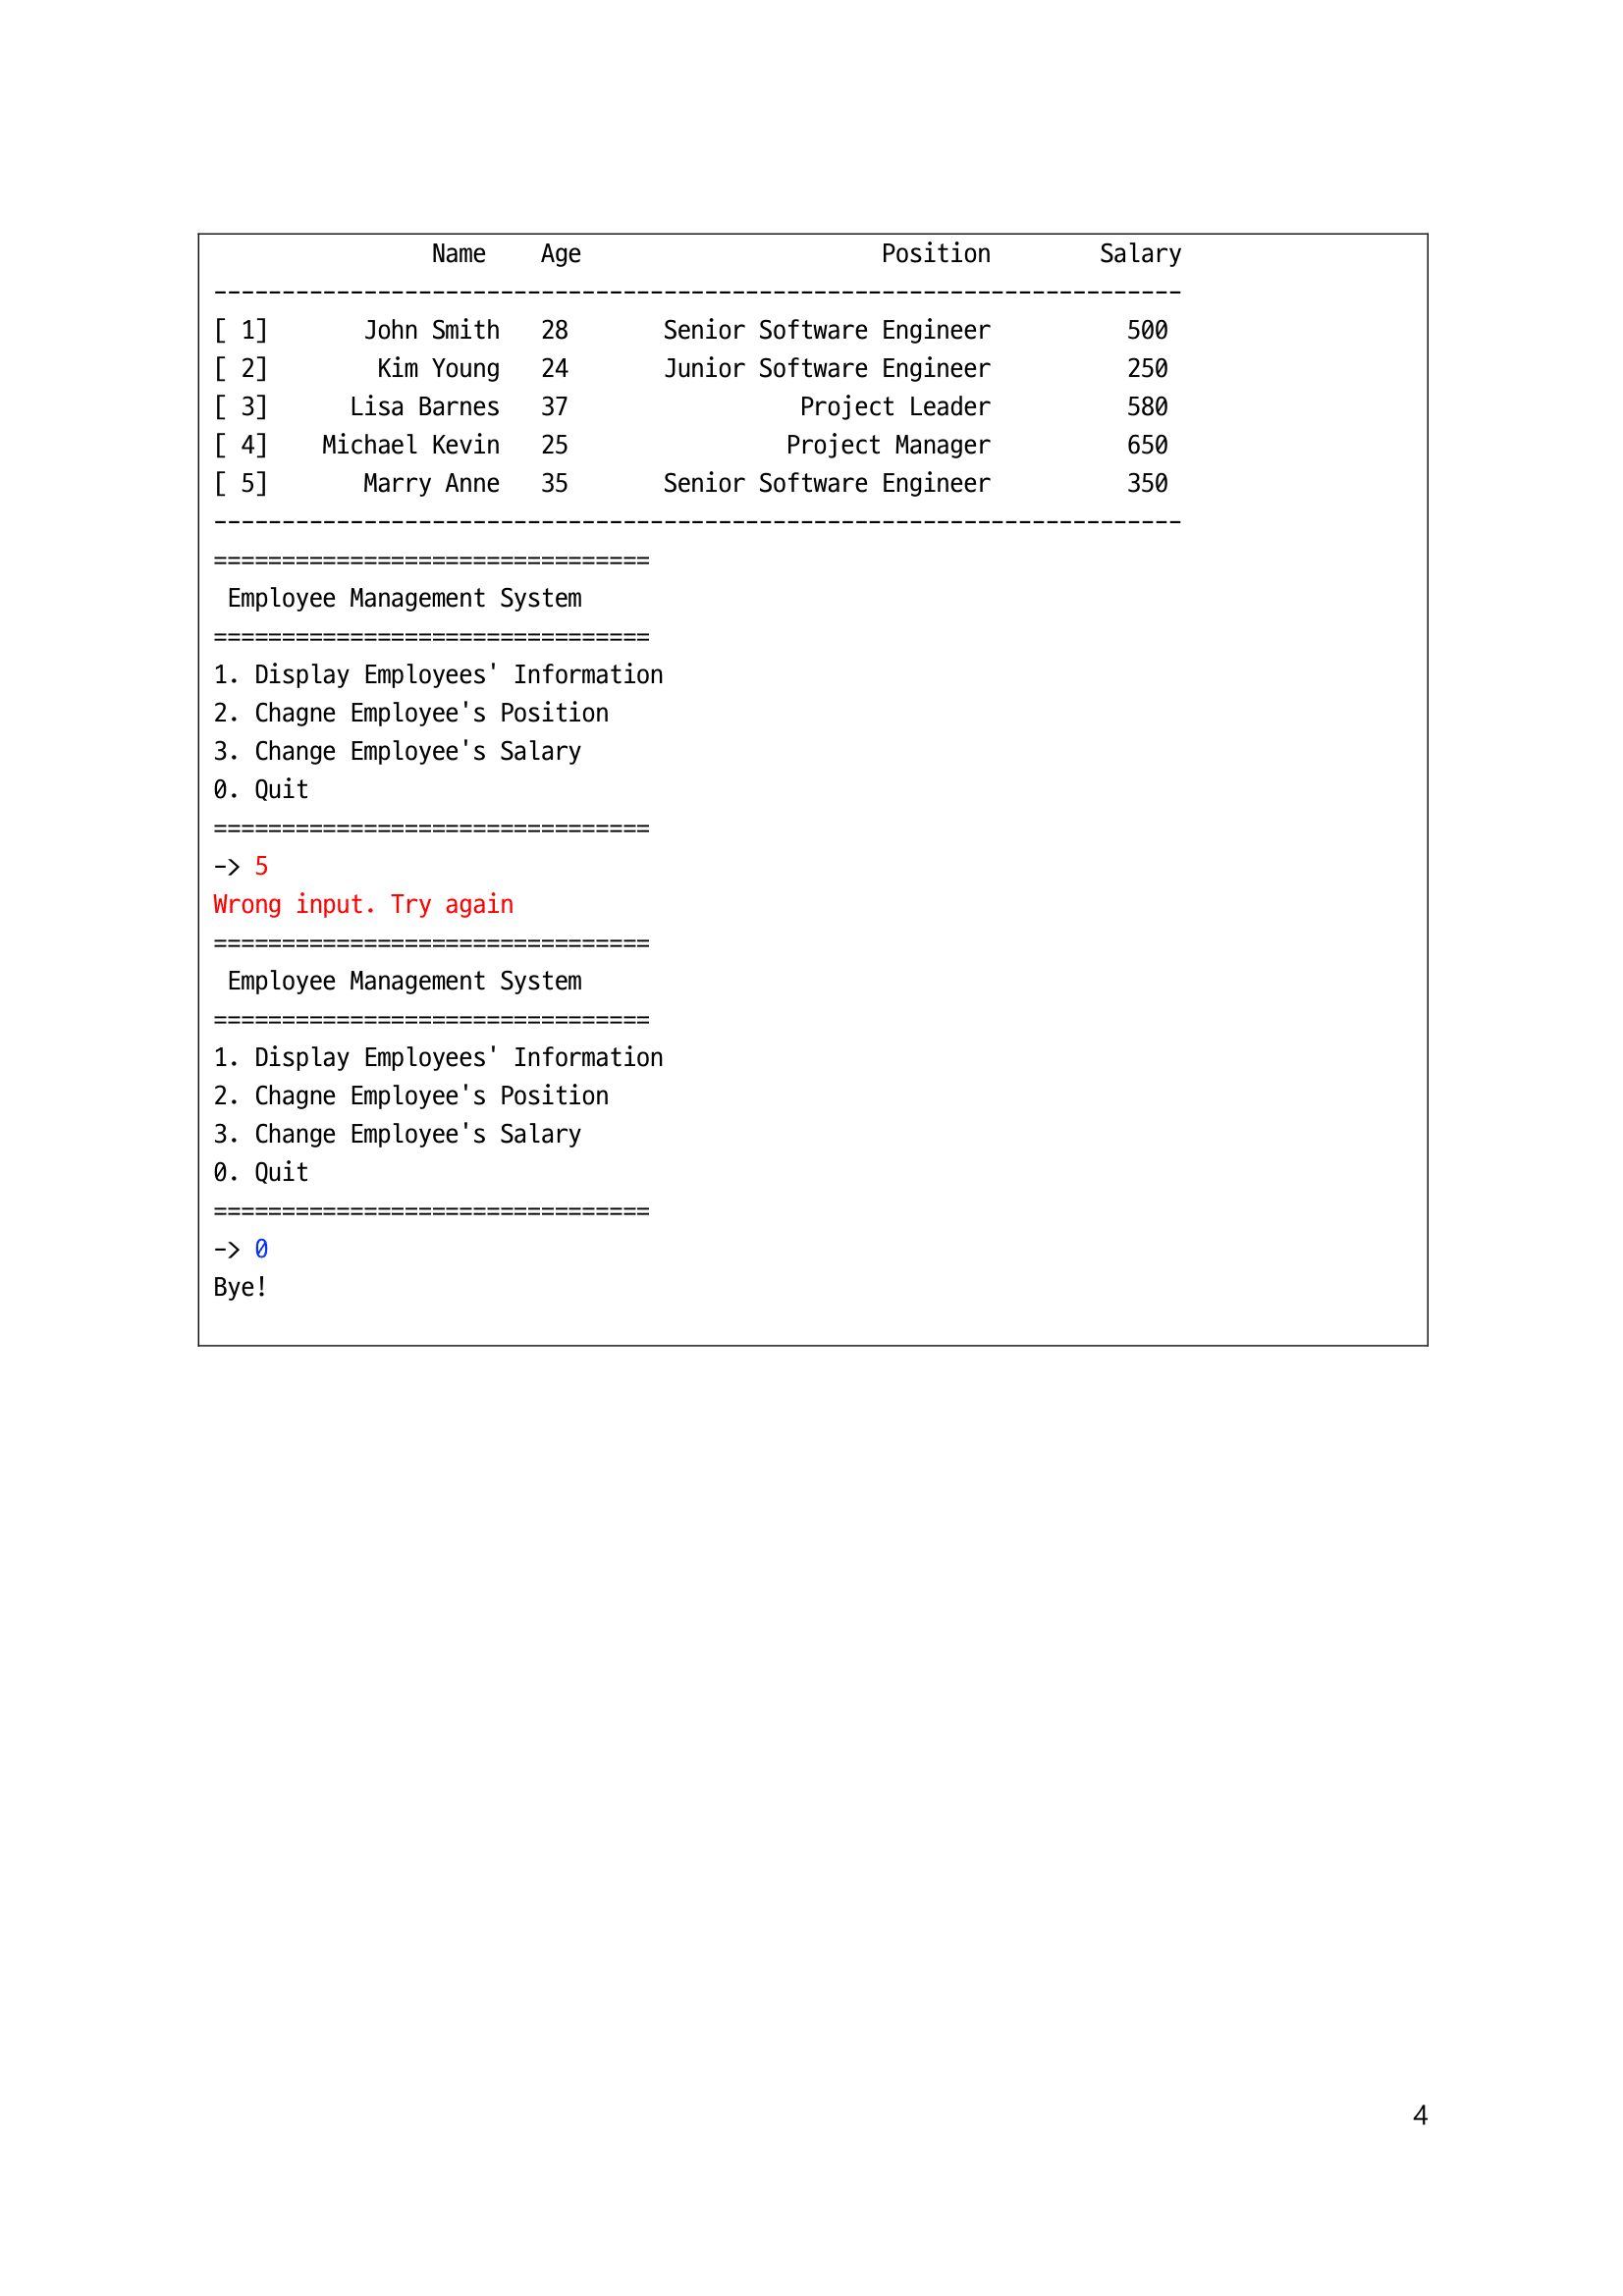 Name    Age                      Position        Salary
-----------------------------------------------------------------------
[ 1]       John Smith   28       Senior Software Engineer          500
[ 2]        Kim Young   24       Junior Software Engineer          250
[ 3]      Lisa Barnes   37                 Project Leader          580
[ 4]    Michael Kevin   25                Project Manager          650
[ 5]       Marry Anne   35       Senior Software Engineer          350
-----------------------------------------------------------------------
================================
 Employee Management System
================================
1. Display Employees' Information
2. Chagne Employee's Position
3. Change Employee's Salary
0. Quit
================================
-> 5
Wrong input. Try again
================================
 Employee Management System
================================
1. Display Employees' Information
2. Chagne Employee's Position
3. Change Employee's Salary
0. Quit
================================
-> 0
Bye!
4